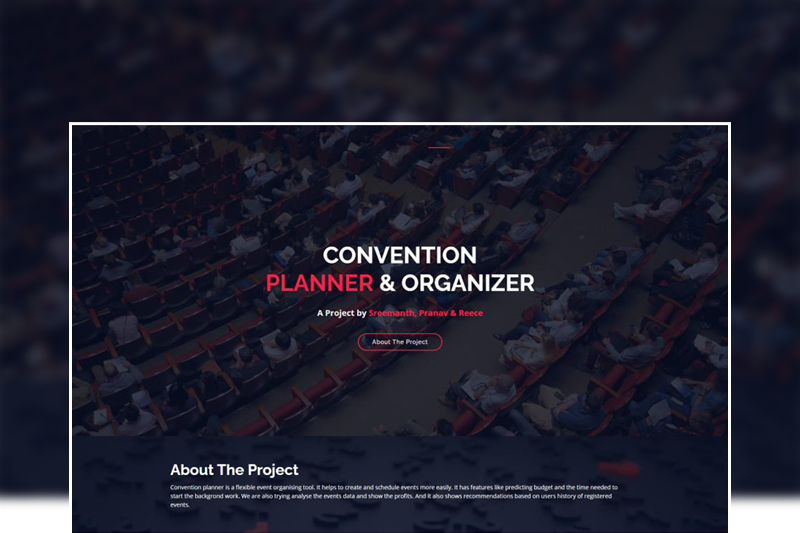 CONVENTION
PLANNER & ORGANIZER
A Project by Sreemanth, Pranav & Reece
About The Project
About The Project
Convention planner is a flexible event organising tool. It helps to create and schedule events more easily. It has features like predicting budget and the time needed to
start the backgrond work. We are also trying analyse the events data and show the profits. And it also shows recommendations based on users history of registered
events.